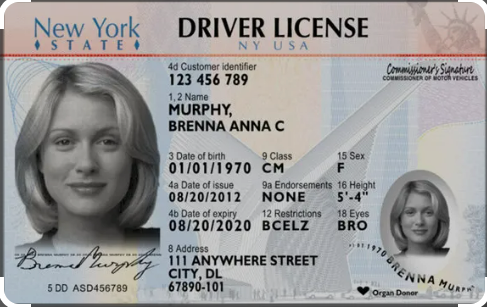 New York
STATE
DRIVER LICENSE
NY USA
4d Customer identifier
123 456 789
Commissioner's Signature
COMMISSIONER OF MOTOR VEHICLES
1, 2 Name
MURPHY,
BRENNA ANNA C
3 Date of birth 9 Class 15 Sex
01/01/1970 CM F
4a Date of issue 9a Endorsements 16 Height
08/20/2012 NONE 5'-4"
4b Date of expiry 12 Restrictions 18 Eyes
08/20/2020 BCELZ BRO
8 Address
111 ANYWHERE STREET
CITY, DL
67890-101
Brenna Murphy
5 DD ASD456789
1970 BRENNA MURPH
Organ Donor